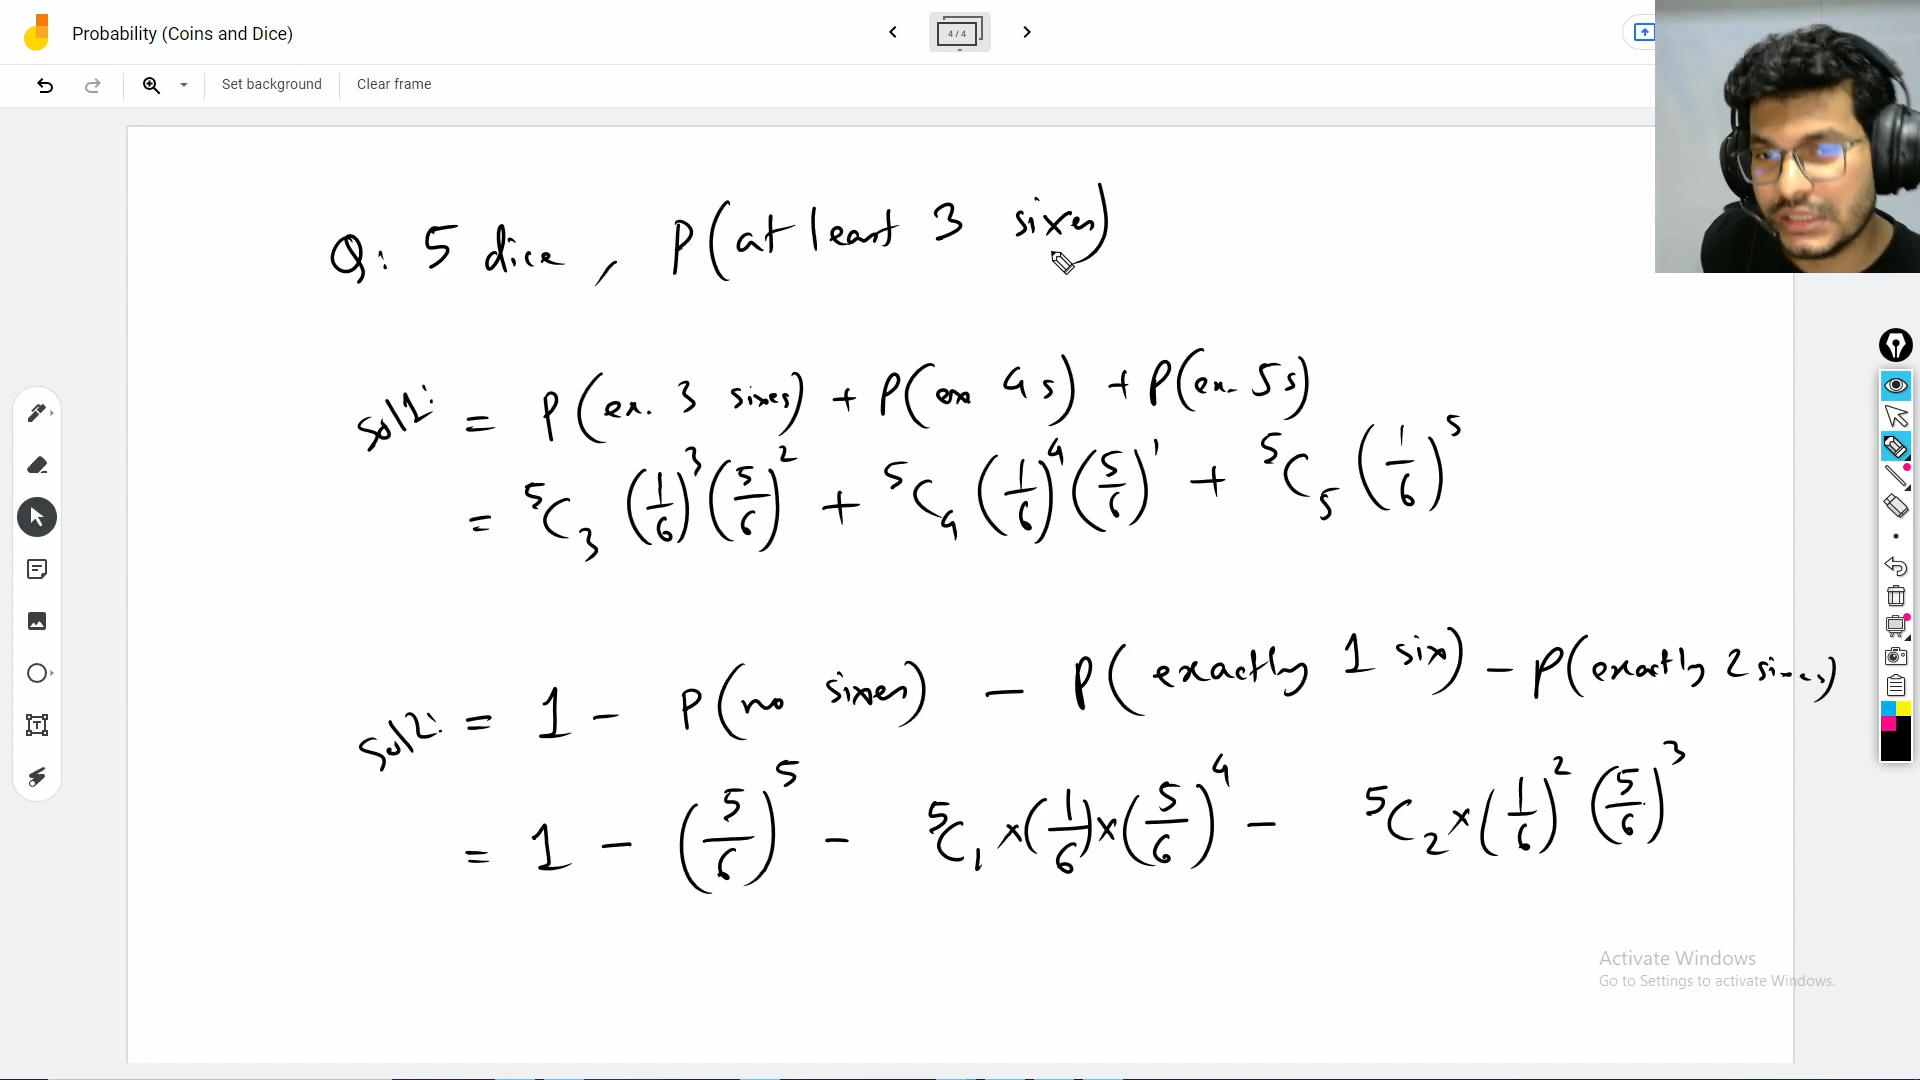 Probability (Coins and Dice)
4 / 4
Set background
Clear frame
Q: 5 dice, P(at least 3 sixes)
sol1: = P(ex. 3 sixes) + P(ex 4 s) + P(ex. 5 s)
= ⁵C₃ (1/6)³ (5/6)² + ⁵C₄ (1/6)⁴ (5/6)¹ + ⁵C₅ (1/6)⁵
sol2: = 1 - P(no sixes) - P(exactly 1 six) - P(exactly 2 sixes)
= 1 - (5/6)⁵ - ⁵C₁ × (1/6) × (5/6)⁴ - ⁵C₂ × (1/6)² (5/6)³
Activate Windows
Go to Settings to activate Windows.